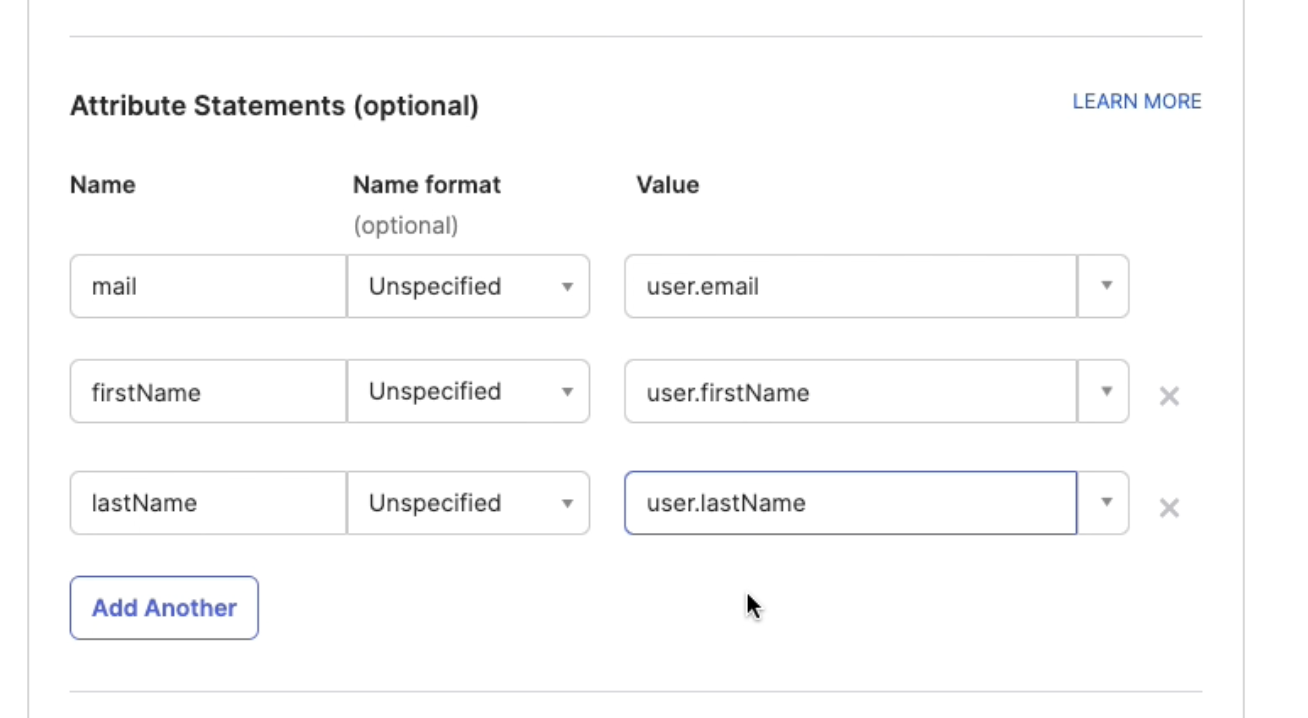 Attribute Statements (optional) LEARN MORE
Name Name format Value
(optional)
mail Unspecified user.email
firstName Unspecified user.firstName
lastName Unspecified user.lastName
Add Another